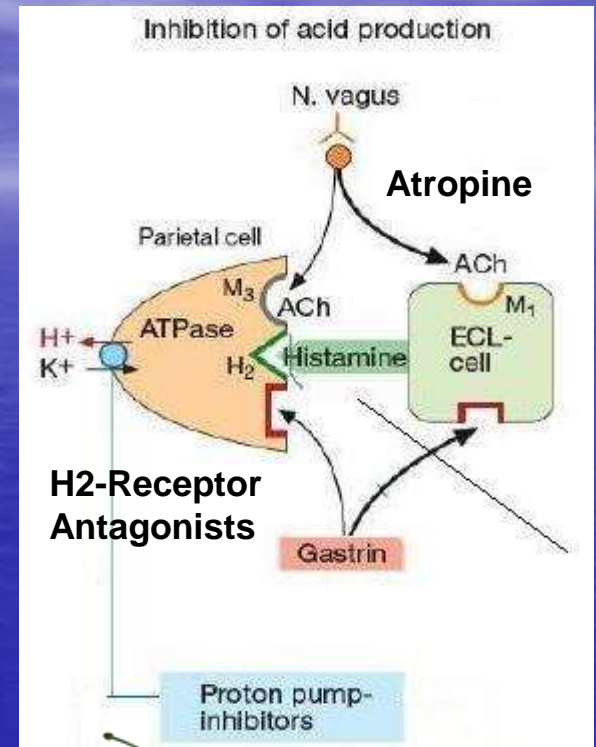 Inhibition of acid production
N. vagus
Atropine
Parietal cell
ACh
M3
ACh
M1
H+
ATPase
ECL-
cell
K+
H2
Histamine
H2-Receptor
Antagonists
Gastrin
Proton pump-
inhibitors